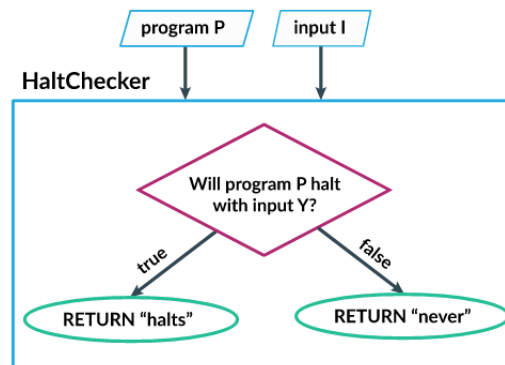 program P
input I
HaltChecker
Will program P halt
with input Y?
true
false
RETURN “halts”
RETURN “never”